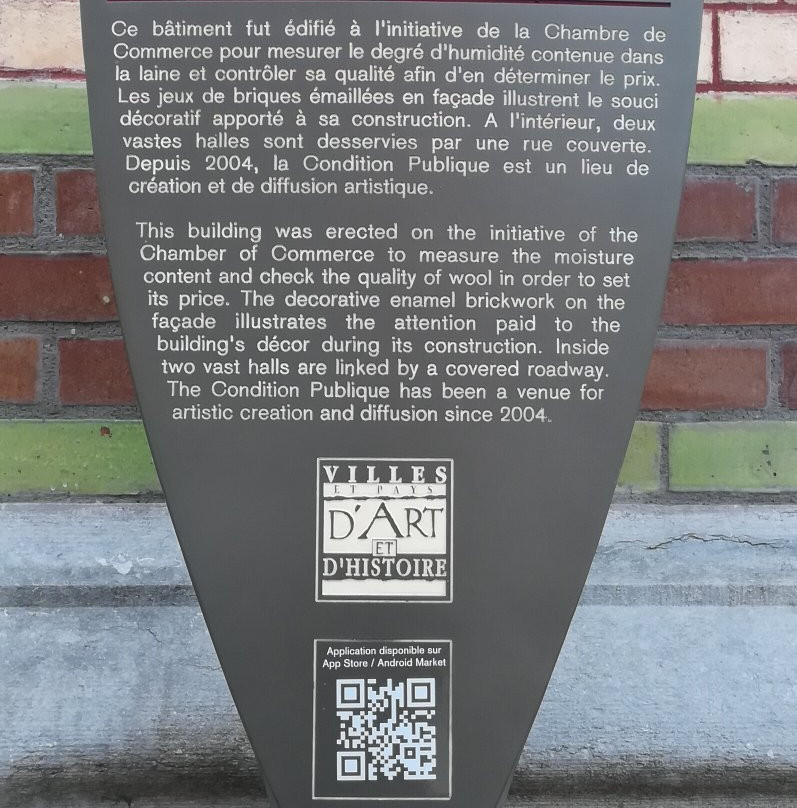 Ce bâtiment fut édifié à l'initiative de la Chambre de
Commerce pour mesurer le degré d'humidité contenue dans
la laine et contrôler sa qualité afin d'en déterminer le prix.
Les jeux de briques émaillées en façade illustrent le souci
décoratif apporté à sa construction. A l'intérieur, deux
vastes halles sont desservies par une rue couverte.
Depuis 2004, la Condition Publique est un lieu de
création et de diffusion artistique.
This building was erected on the initiative of the
Chamber of Commerce to measure the moisture
content and check the quality of wool in order to set
its price. The decorative enamel brickwork on the
façade illustrates the attention paid to the
building's décor during its construction. Inside
two vast halls are linked by a covered roadway.
The Condition Publique has been a venue for
artistic creation and diffusion since 2004.
VILLES
ET PAYS
D'ART
ET
D'HISTOIRE
Application disponible sur
App Store / Android Market